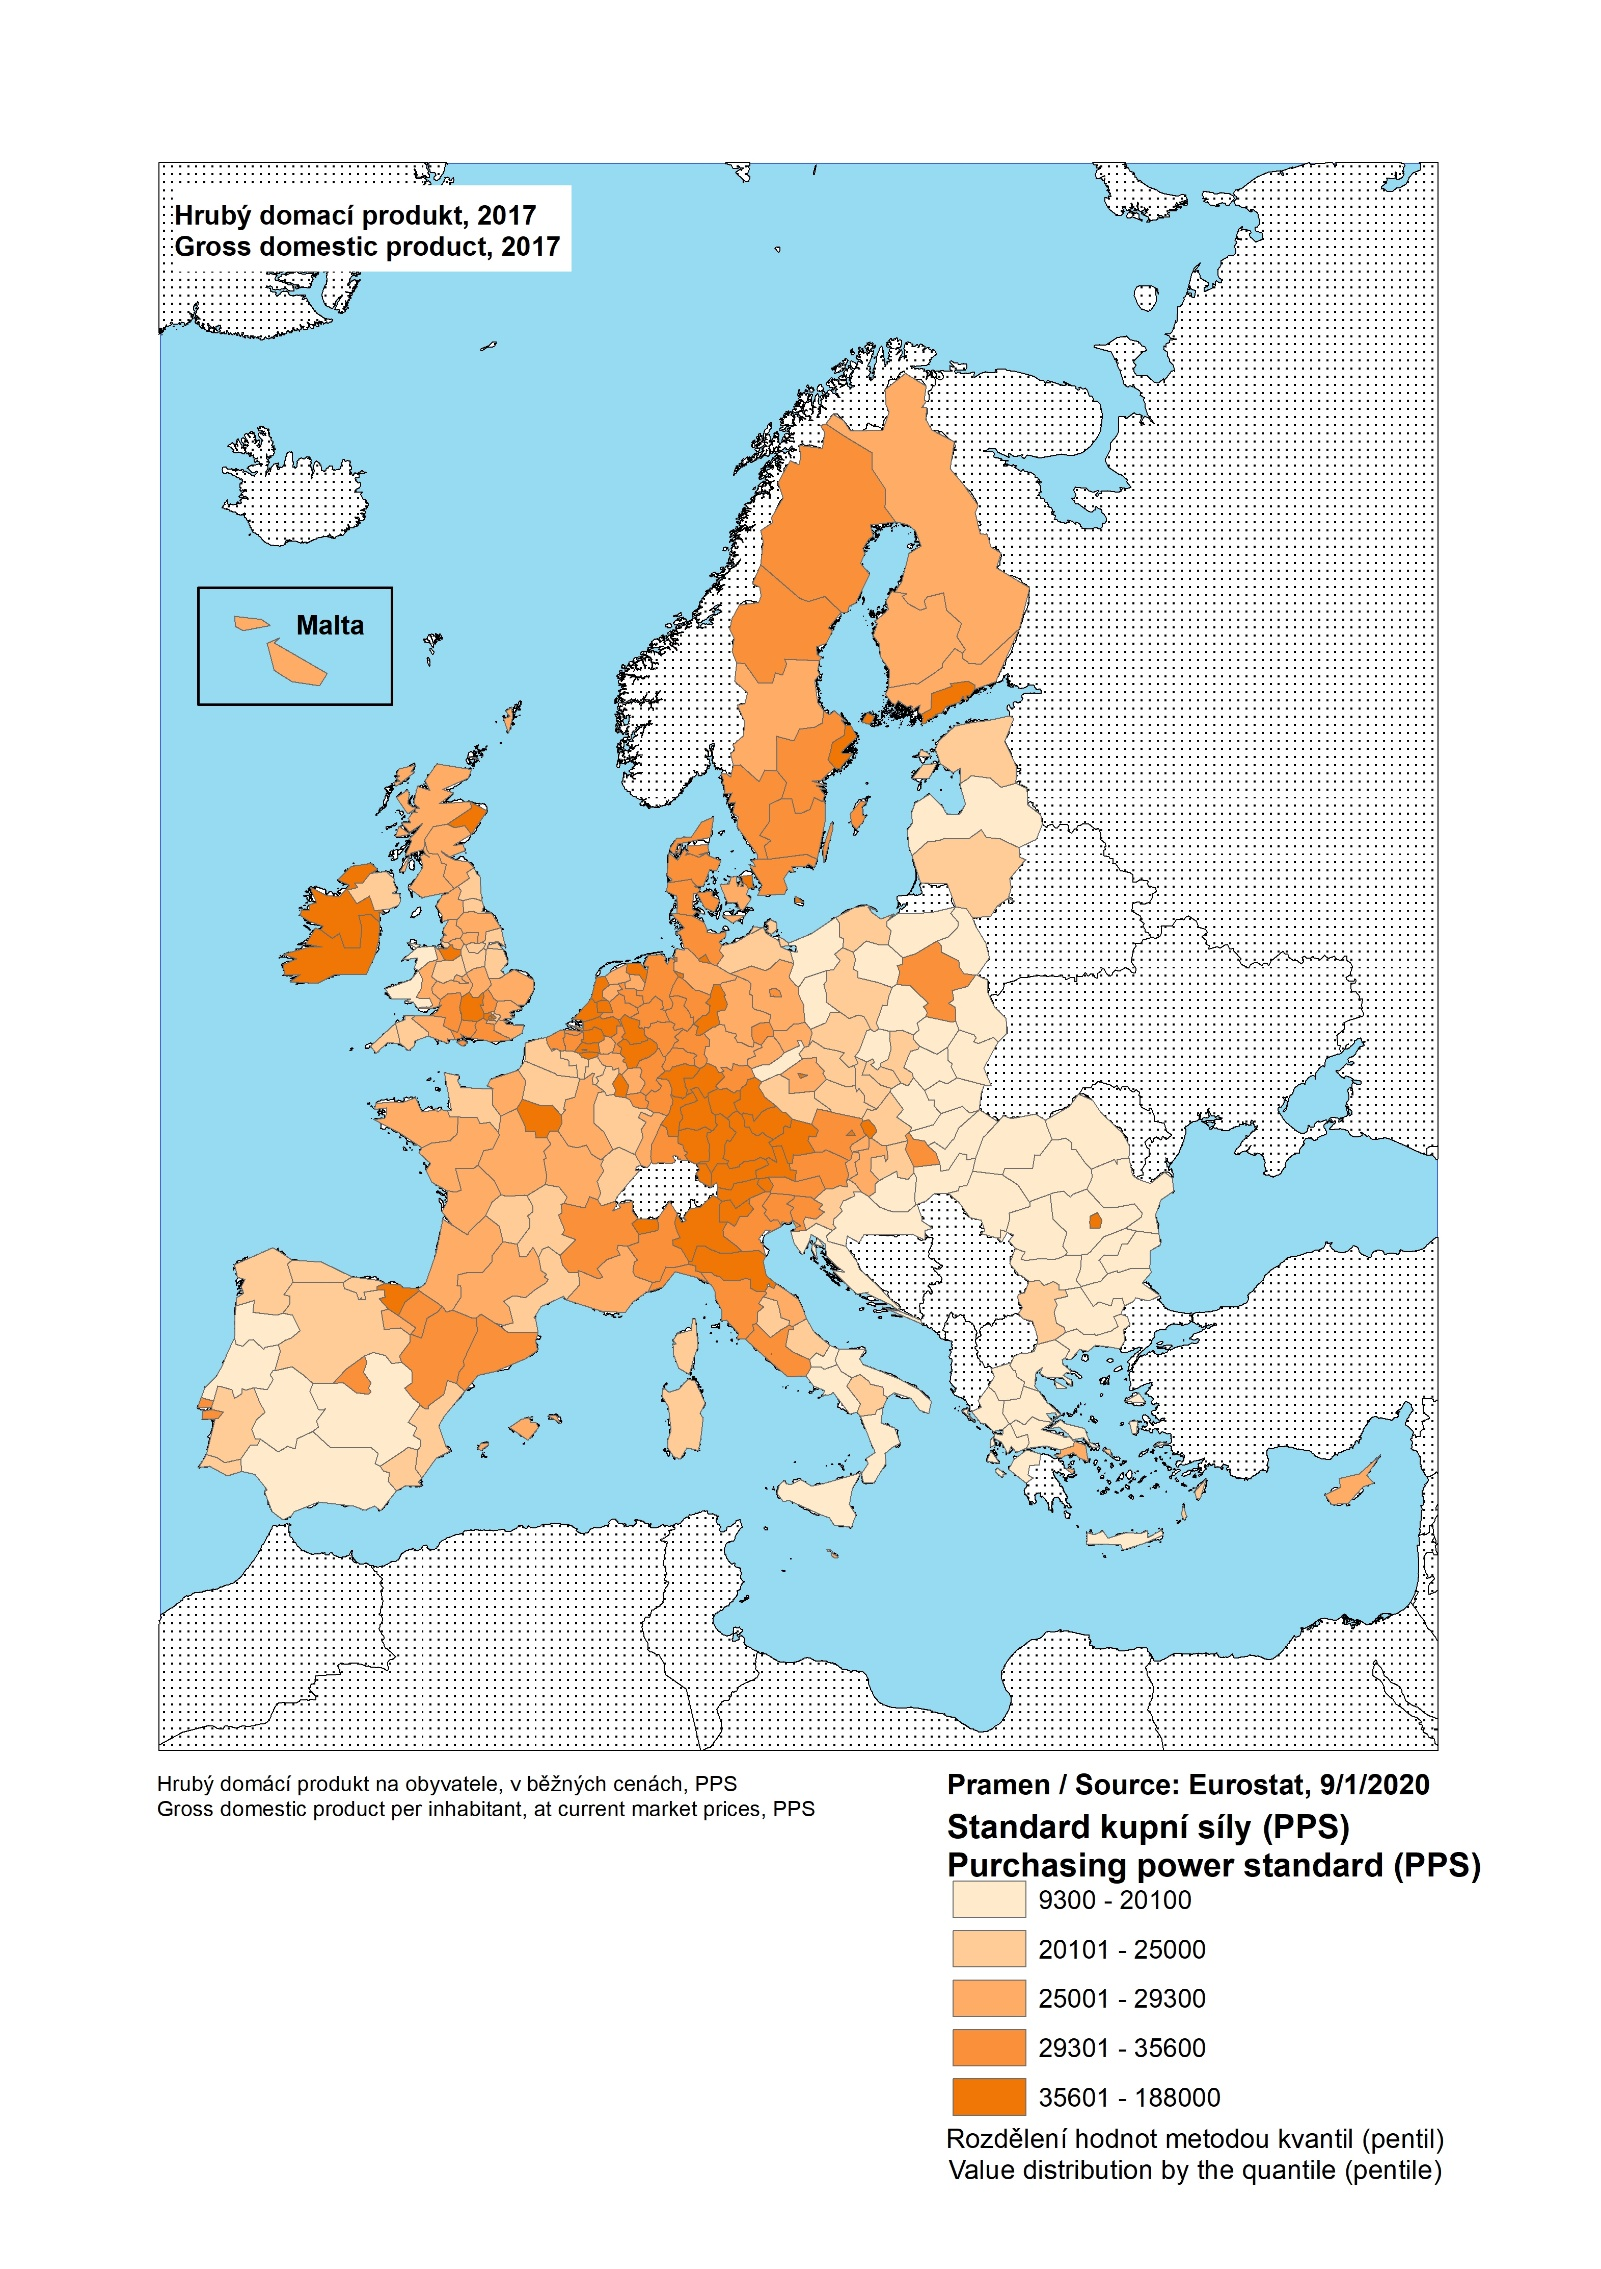 Hrubý domací produkt, 2017
Gross domestic product, 2017
Malta
Hrubý domácí produkt na obyvatele, v běžných cenách, PPS
Gross domestic product per inhabitant, at current market prices, PPS
Pramen / Source: Eurostat, 9/1/2020
Standard kupní síly (PPS)
Purchasing power standard (PPS)
9300 - 20100
20101 - 25000
25001 - 29300
29301 - 35600
35601 - 188000
Rozdělení hodnot metodou kvantil (pentil)
Value distribution by the quantile (pentile)